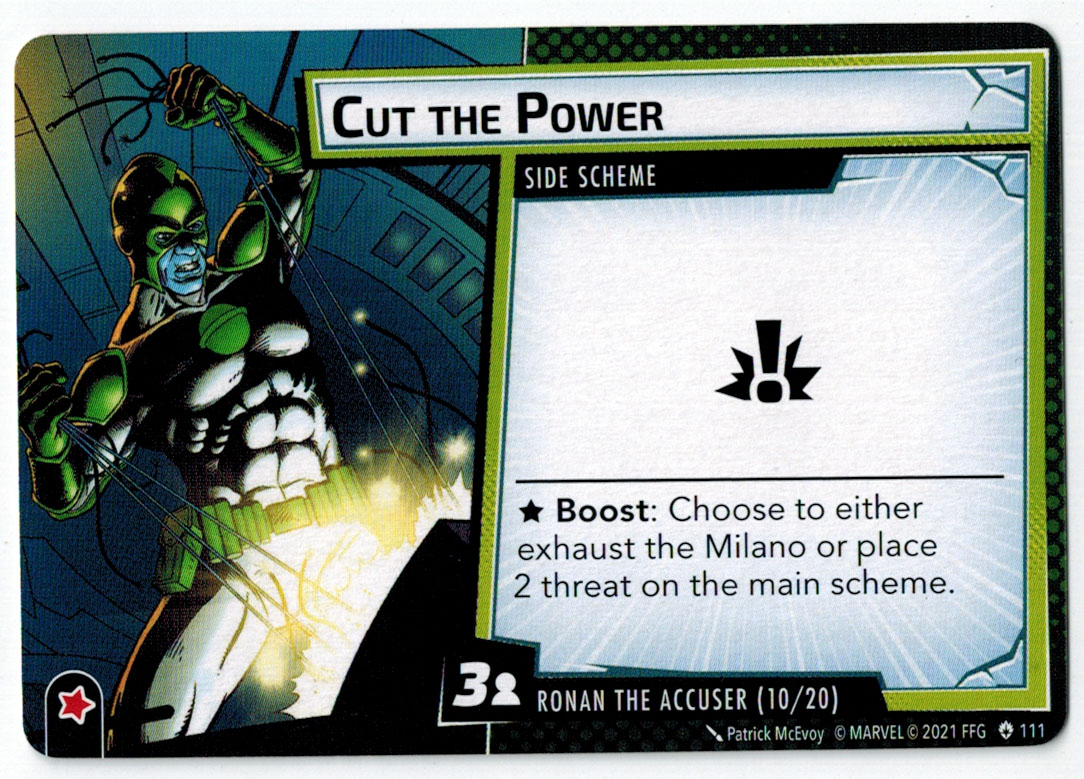 CUT THE POWER
SIDE SCHEME
★ Boost: Choose to either
exhaust the Milano or place
2 threat on the main scheme.
3
RONAN THE ACCUSER (10/20)
Patrick McEvoy © MARVEL © 2021 FFG 111